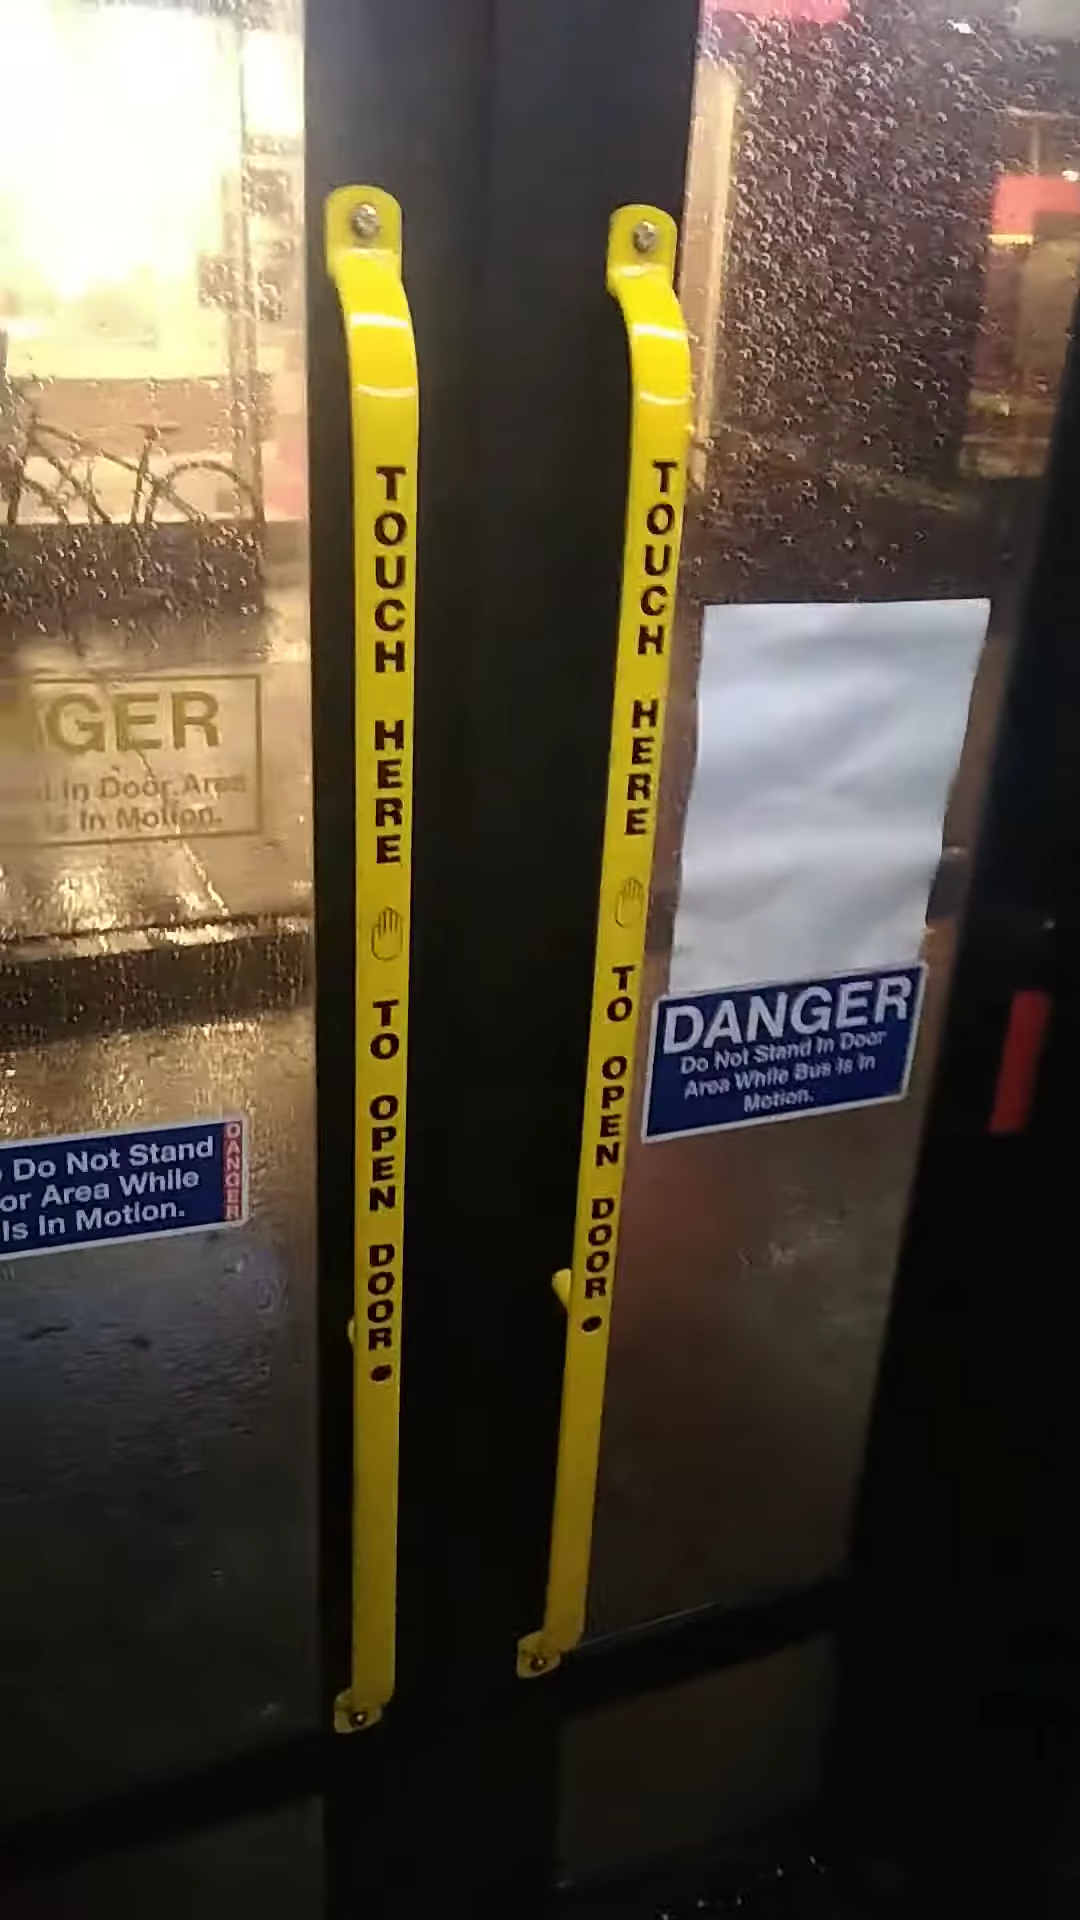 TOUCH HERE TO OPEN DOOR
TOUCH HERE TO OPEN DOOR
GER
In Door Area
Is In Motion.
Do Not Stand
or Area While
Is In Motion.
DANGER
DANGER
Do Not Stand In Door
Area While Bus Is In
Motion.